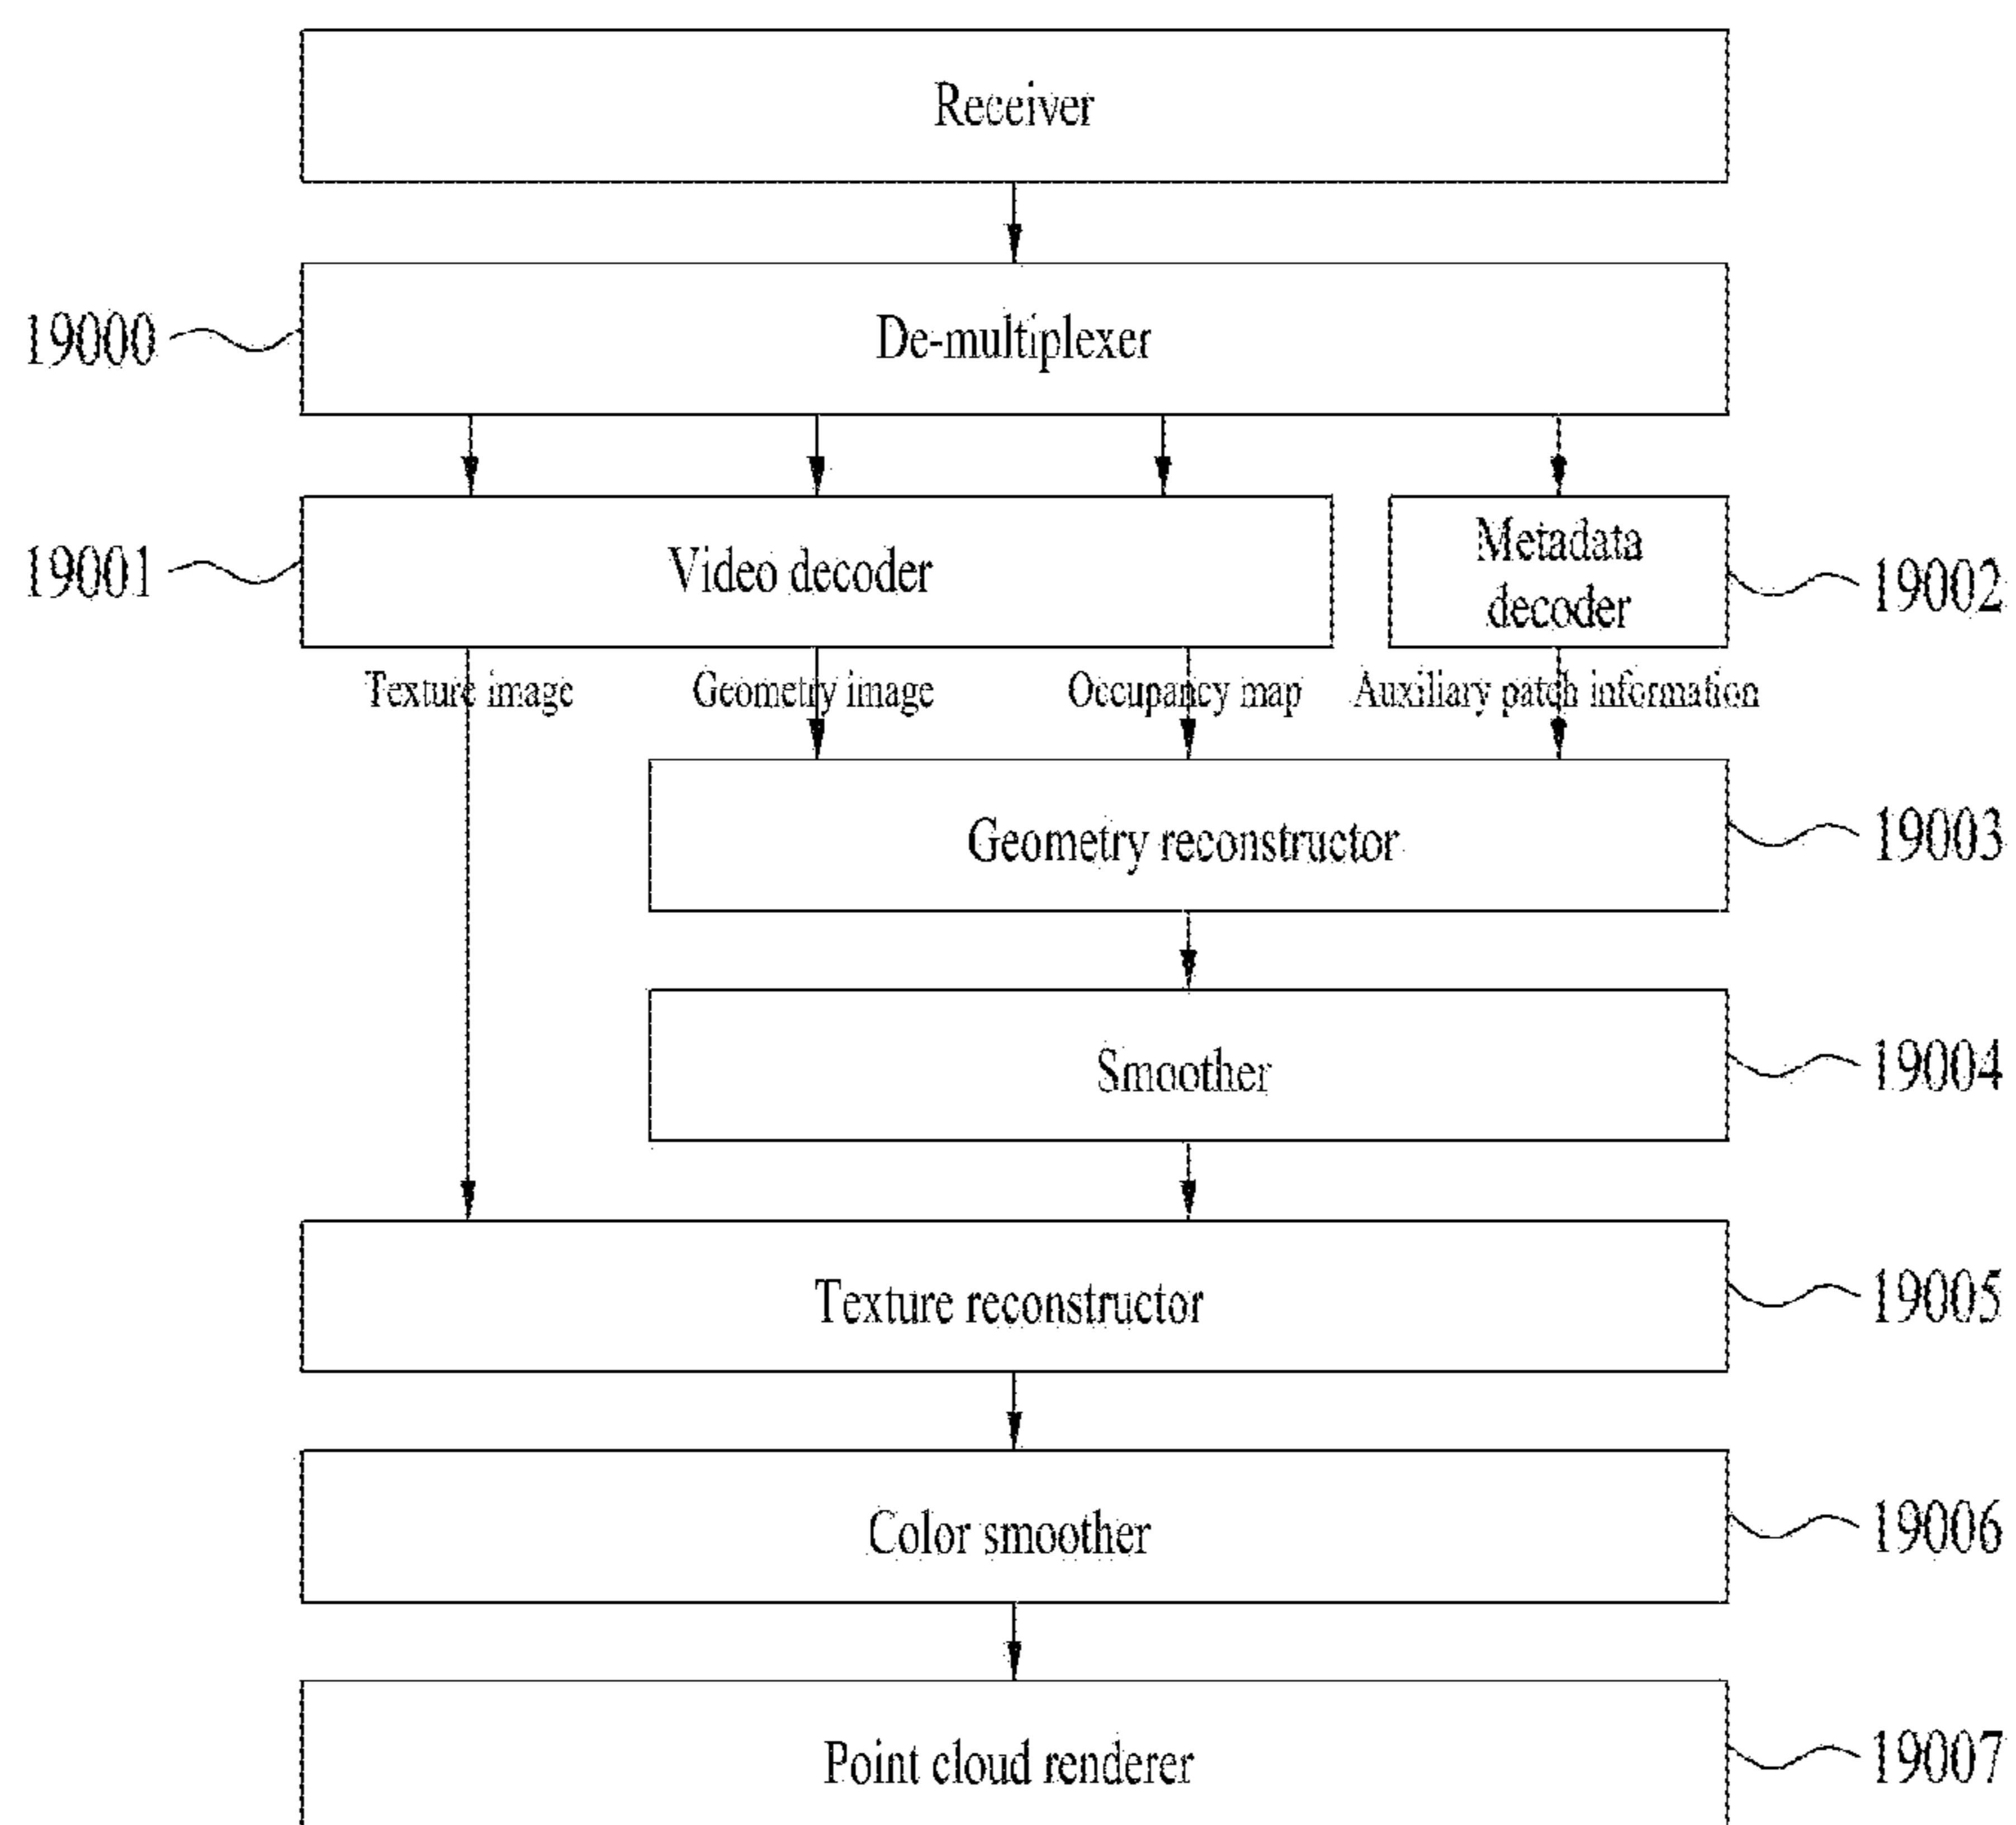 Receiver
19000
De-multiplexer
19001
Video decoder
Metadata
decoder
19002
Texture image
Geometry image
Occupancy map
Auxiliary patch information
Geometry reconstructor
19003
Smoother
19004
Texture reconstructor
19005
Color smoother
19006
Point cloud renderer
19007